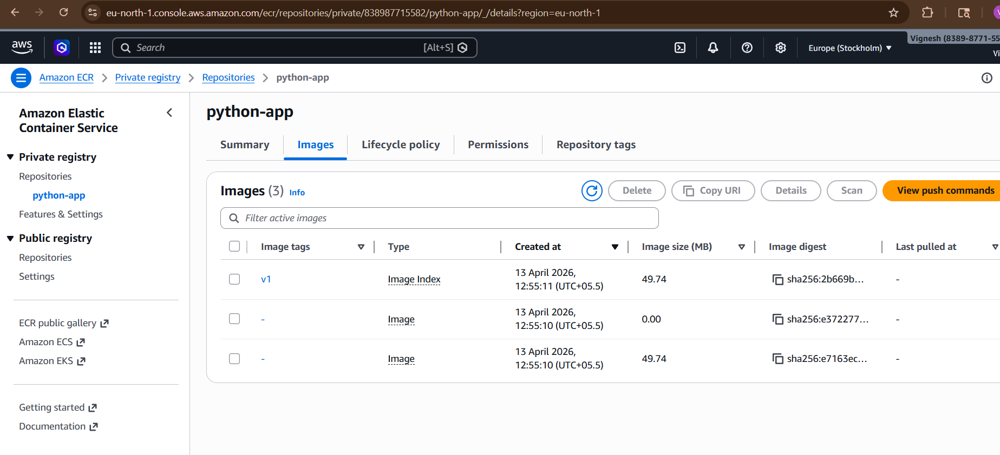 eu-north-1.console.aws.amazon.com/ecr/repositories/private/838987715582/python-app/_/details?region=eu-north-1
aws
Search
[Alt+S]
Europe (Stockholm)
Vignesh (8389-8771-55
Vi
Amazon ECR
Private registry
Repositories
python-app
Amazon Elastic
Container Service
Private registry
Repositories
python-app
Features & Settings
Public registry
Repositories
Settings
ECR public gallery
Amazon ECS
Amazon EKS
Getting started
Documentation
python-app
Summary
Images
Lifecycle policy
Permissions
Repository tags
Images (3) Info
Delete
Copy URI
Details
Scan
View push commands
Filter active images
Image tags
Type
Created at
Image size (MB)
Image digest
Last pulled at
v1
Image Index
13 April 2026,
12:55:11 (UTC+05.5)
49.74
sha256:2b669b...
-
-
Image
13 April 2026,
12:55:10 (UTC+05.5)
0.00
sha256:e372277...
-
-
Image
13 April 2026,
12:55:10 (UTC+05.5)
49.74
sha256:e7163ec...
-